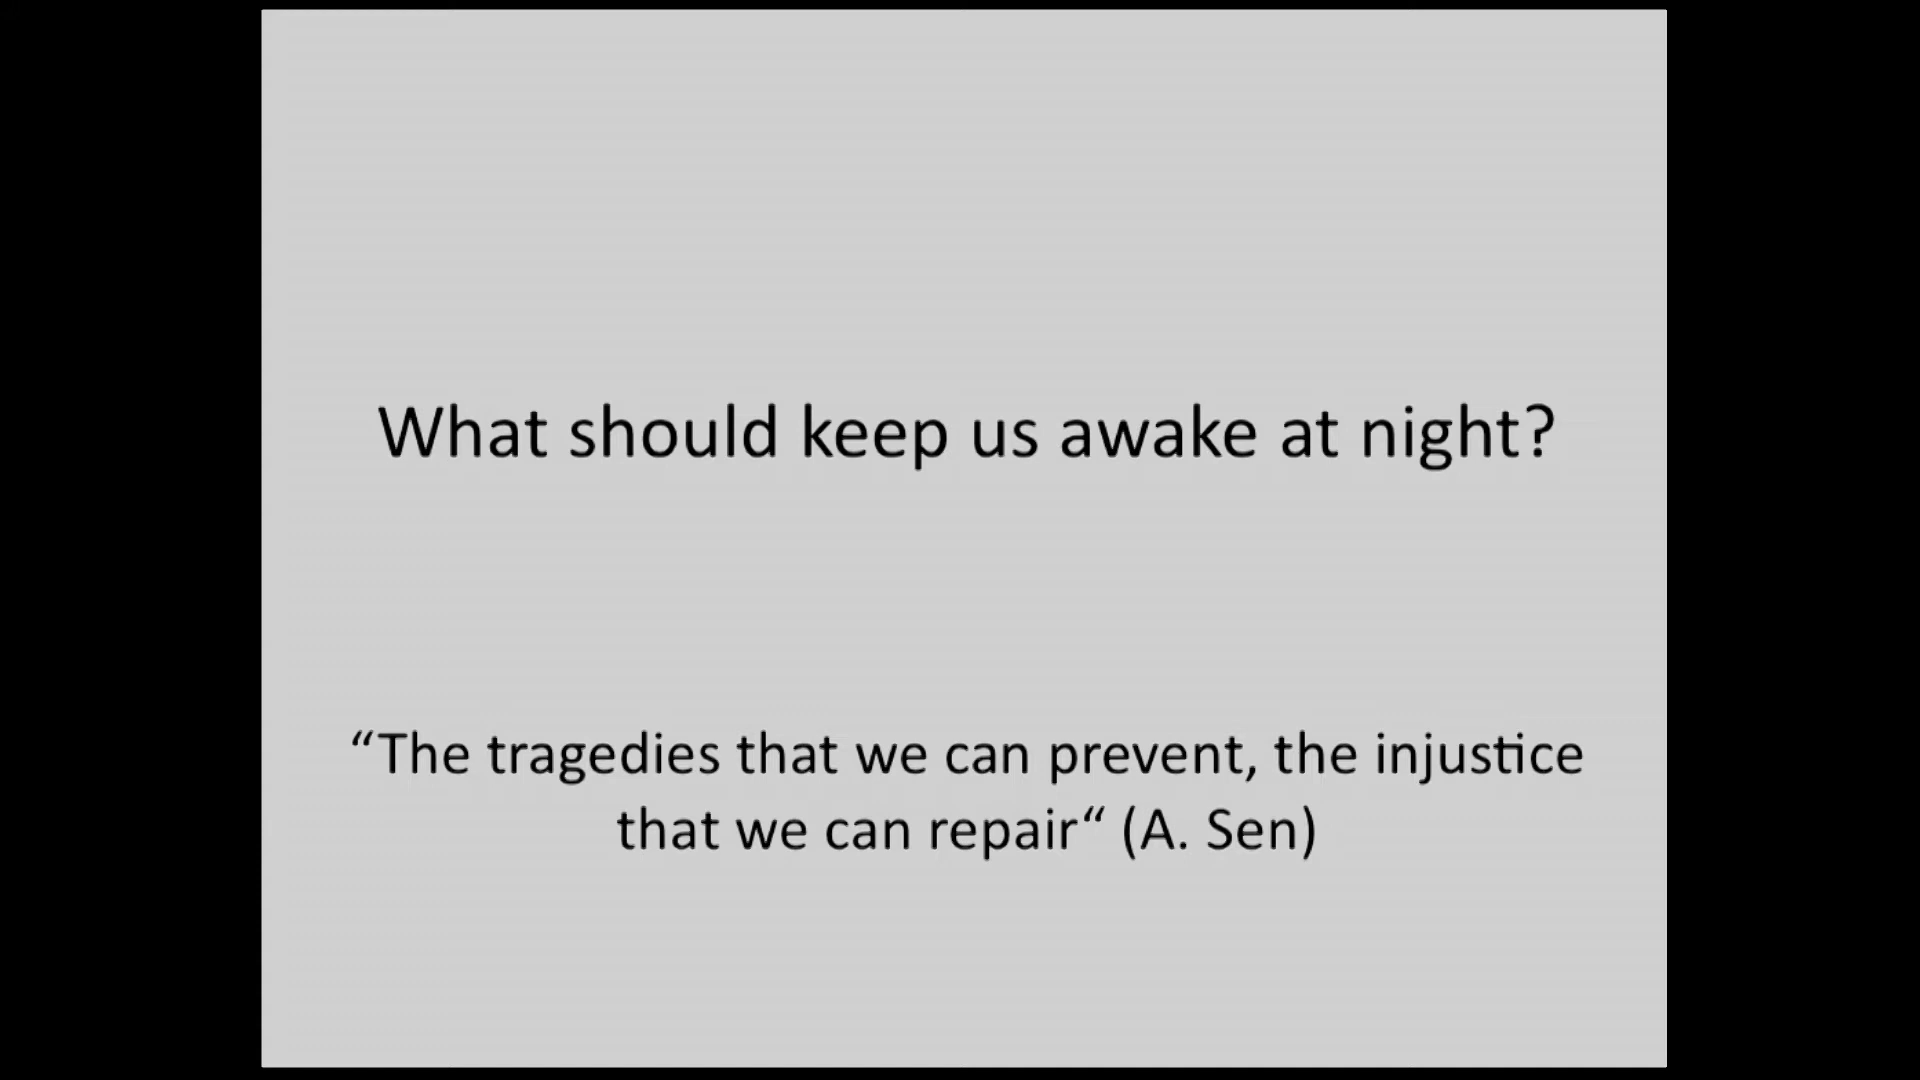 What should keep us awake at night?
“The tragedies that we can prevent, the injustice
that we can repair“ (A. Sen)